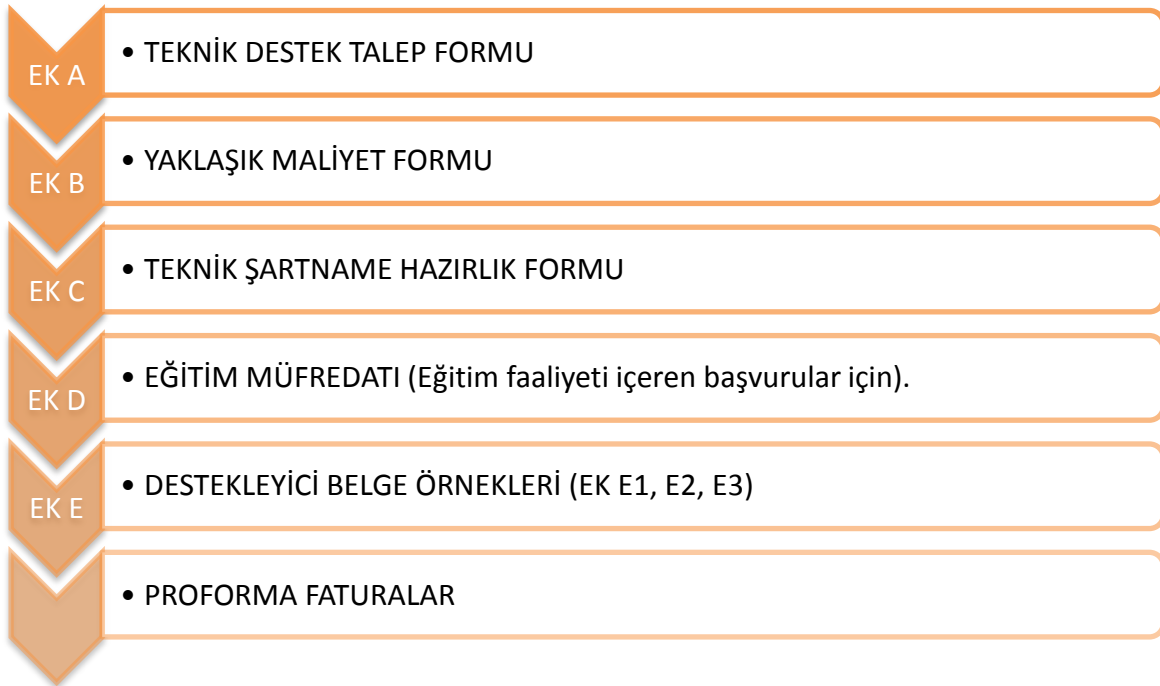 EK A
• TEKNİK DESTEK TALEP FORMU
EK B
• YAKLAŞIK MALİYET FORMU
EK C
• TEKNİK ŞARTNAME HAZIRLIK FORMU
EK D
• EĞİTİM MÜFREDATI (Eğitim faaliyeti içeren başvurular için).
EK E
• DESTEKLEYİCİ BELGE ÖRNEKLERİ (EK E1, E2, E3)
• PROFORMA FATURALAR